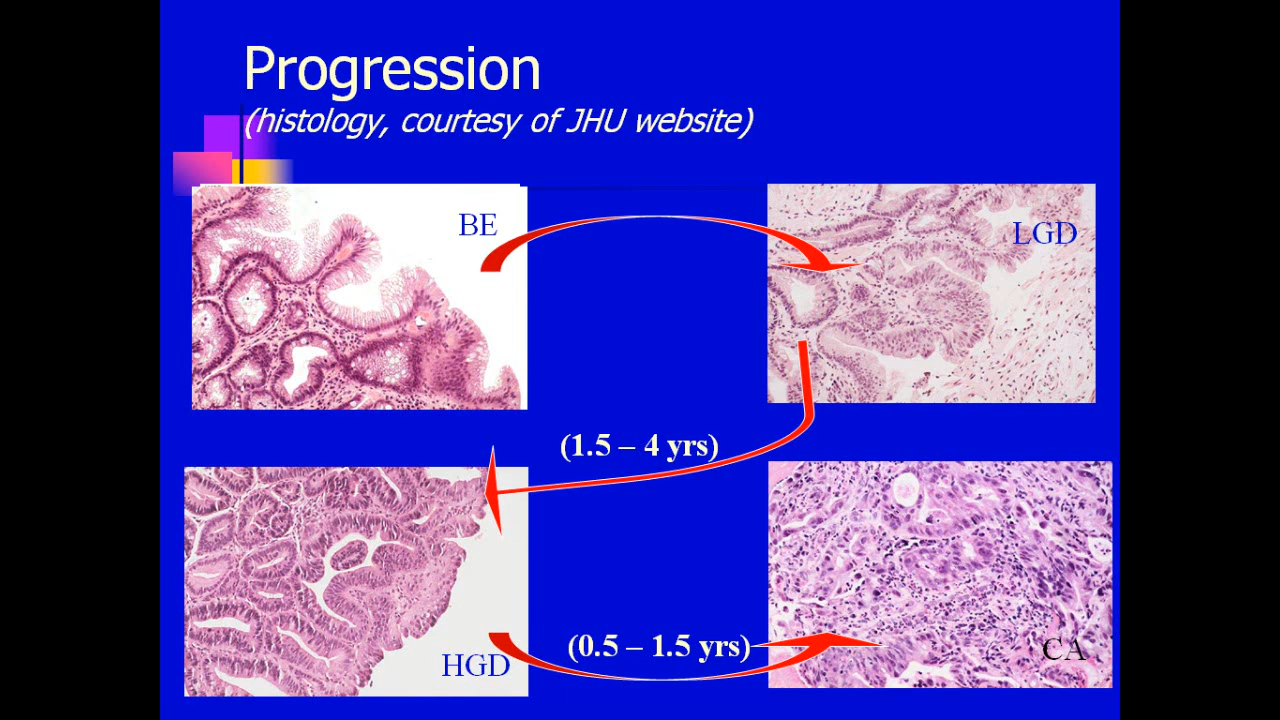 Progression
(histology, courtesy of JHU website)
BE
LGD
(1.5 – 4 yrs)
HGD
(0.5 – 1.5 yrs)
CA